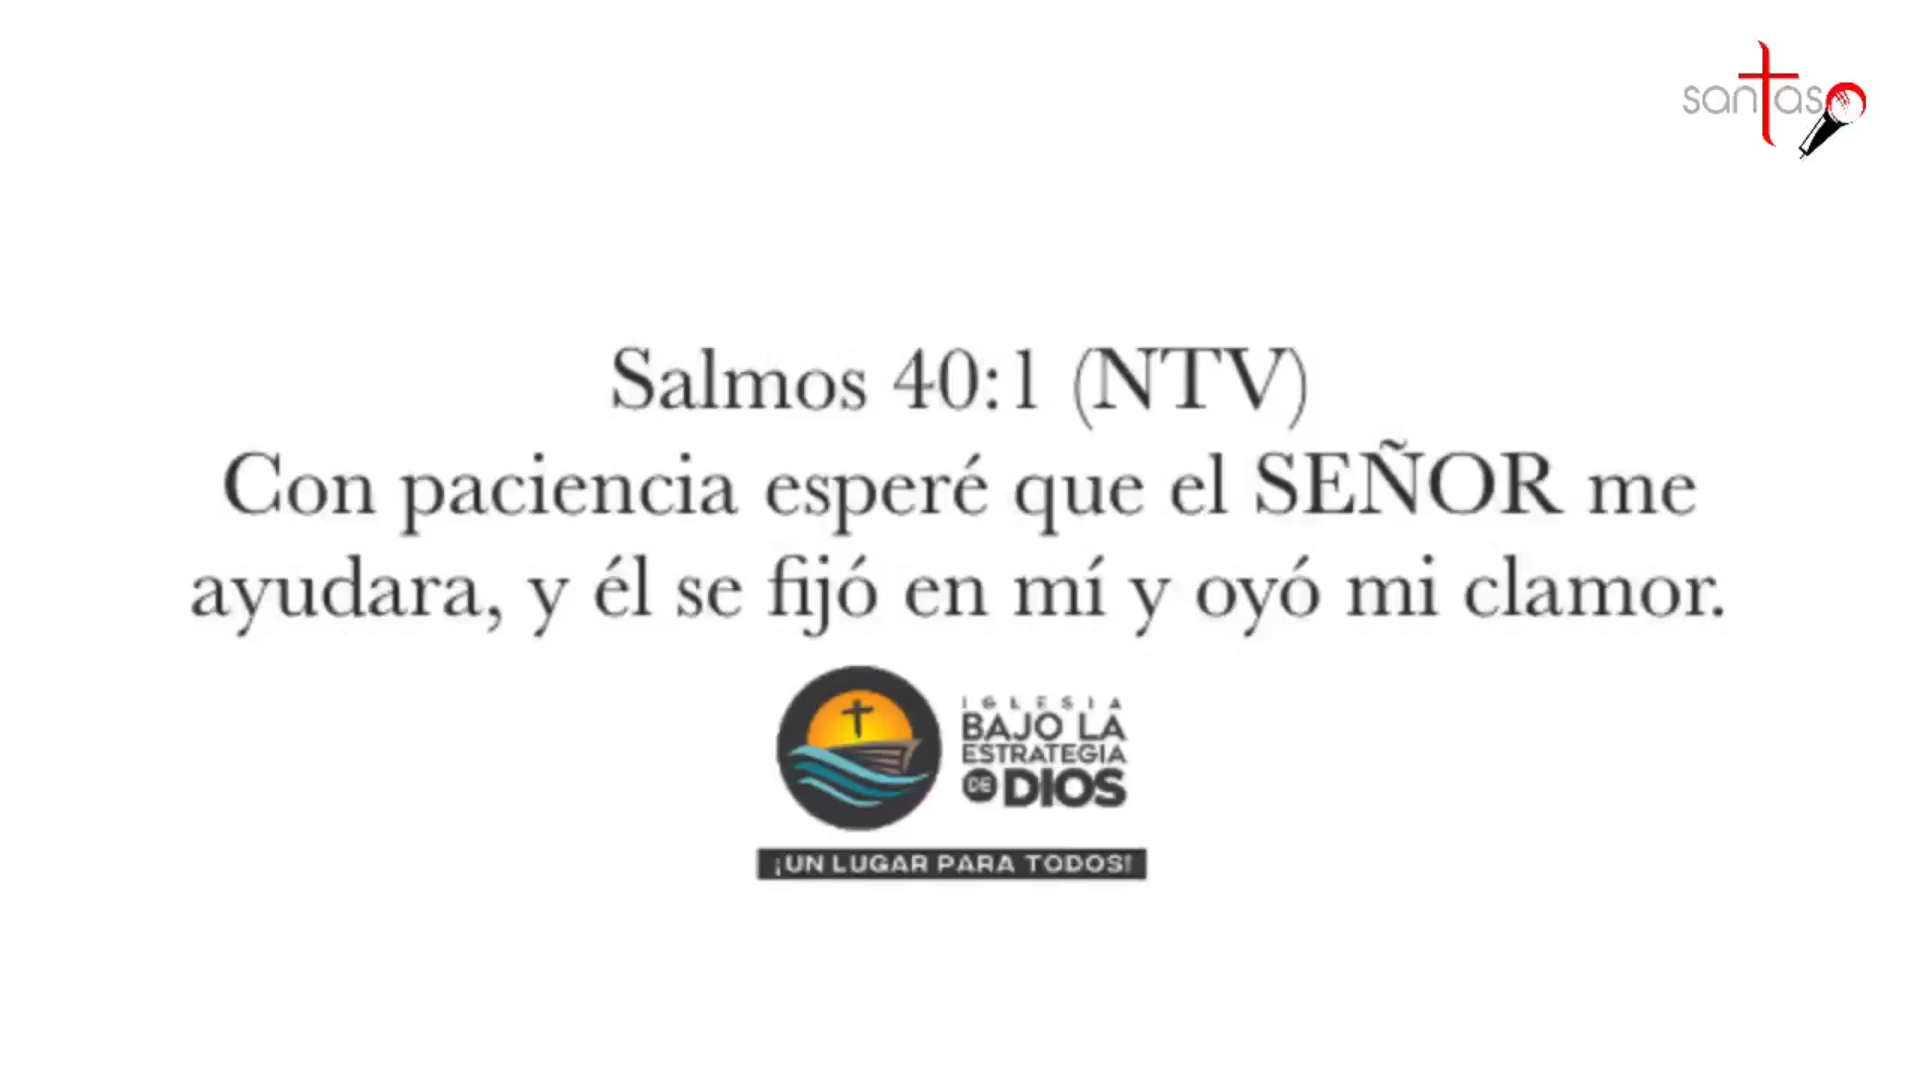 santas
Salmos 40:1 (NTV)
Con paciencia esperé que el SEÑOR me
ayudara, y él se fijó en mí y oyó mi clamor.
IGLESIA
BAJO LA
ESTRATEGIA
DE DIOS
¡UN LUGAR PARA TODOS!